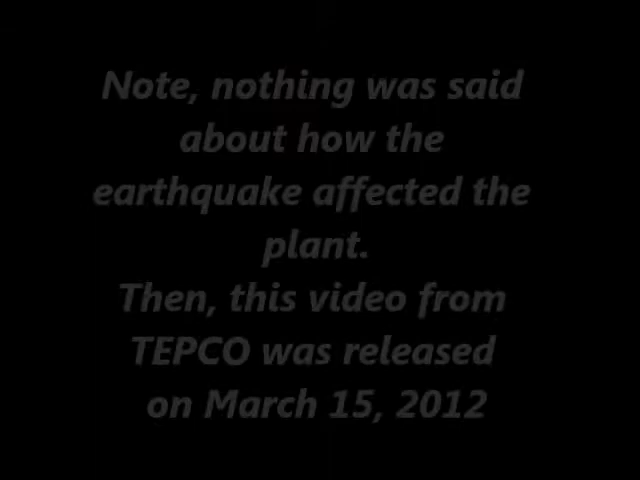 Note, nothing was said
about how the
earthquake affected the
plant.
Then, this video from
TEPCO was released
on March 15, 2012